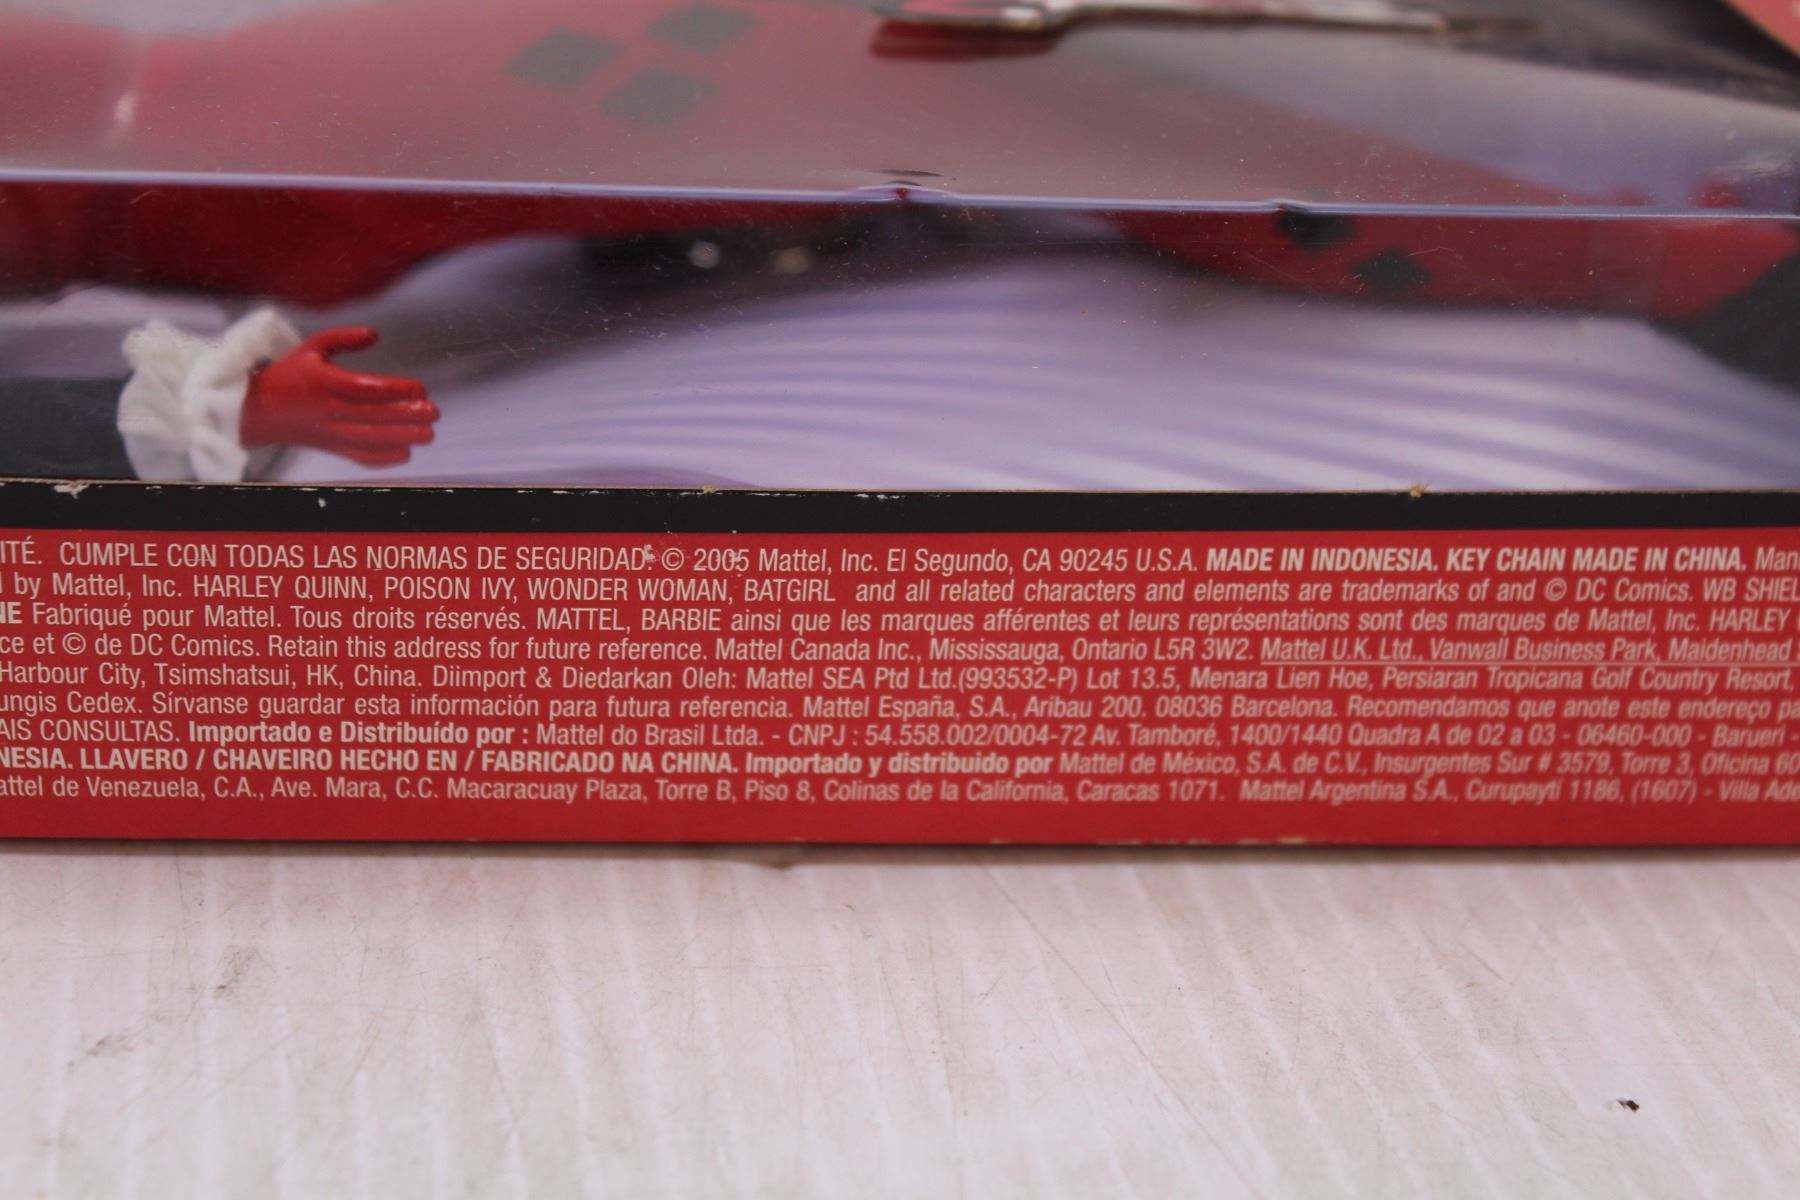 ITÉ. CUMPLE CON TODAS LAS NORMAS DE SEGURIDAD. © 2005 Mattel, Inc. El Segundo, CA 90245 U.S.A. MADE IN INDONESIA. KEY CHAIN MADE IN CHINA. Man
d by Mattel, Inc. HARLEY QUINN, POISON IVY, WONDER WOMAN, BATGIRL and all related characters and elements are trademarks of and © DC Comics. WB SHIEL
NE Fabriqué pour Mattel. Tous droits réservés. MATTEL, BARBIE ainsi que les marques afférentes et leurs représentations sont des marques de Mattel, Inc. HARLEY
ce et © de DC Comics. Retain this address for future reference. Mattel Canada Inc., Mississauga, Ontario L5R 3W2. Mattel U.K. Ltd., Vanwall Business Park, Maidenhead
Harbour City, Tsimshatsui, HK, China. Diimport & Diedarkan Oleh: Mattel SEA Ptd Ltd.(993532-P) Lot 13.5, Menara Lien Hoe, Persiaran Tropicana Golf Country Resort,
ungis Cedex. Sírvanse guardar esta información para futura referencia. Mattel España, S.A., Aribau 200. 08036 Barcelona. Recomendamos que anote este endereço pa
AIS CONSULTAS. Importado e Distribuído por : Mattel do Brasil Ltda. - CNPJ : 54.558.002/0004-72 Av. Tamboré, 1400/1440 Quadra A de 02 a 03 - 06460-000 - Barueri -
NESIA. LLAVERO / CHAVEIRO HECHO EN / FABRICADO NA CHINA. Importado y distribuido por Mattel de México, S.A. de C.V., Insurgentes Sur # 3579, Torre 3, Oficina 60
attel de Venezuela, C.A., Ave. Mara, C.C. Macaracuay Plaza, Torre B, Piso 8, Colinas de la California, Caracas 1071. Mattel Argentina S.A., Curupaytí 1186, (1607) - Villa Ade